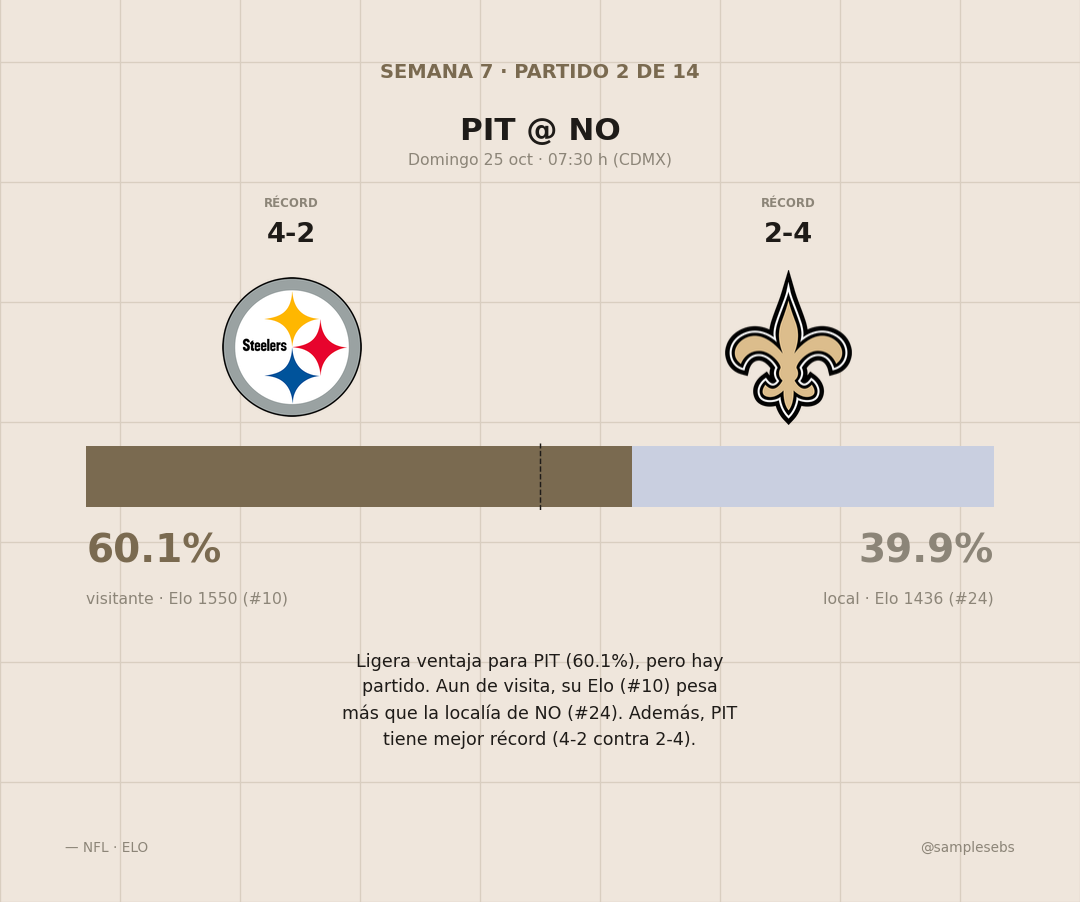 SEMANA 7 · PARTIDO 2 DE 14
PIT @ NO
Domingo 25 oct · 07:30 h (CDMX)
RÉCORD
4-2
RÉCORD
2-4
Steelers
60.1%
39.9%
visitante · Elo 1550 (#10)
local · Elo 1436 (#24)
Ligera ventaja para PIT (60.1%), pero hay
partido. Aun de visita, su Elo (#10) pesa
más que la localía de NO (#24). Además, PIT
tiene mejor récord (4-2 contra 2-4).
— NFL · ELO
@samplesebs